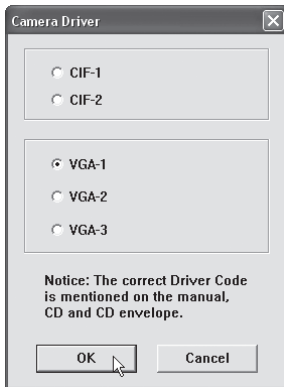 Camera Driver
CIF-1
CIF-2
VGA-1
VGA-2
VGA-3
Notice: The correct Driver Code
is mentioned on the manual,
CD and CD envelope.
OK
Cancel